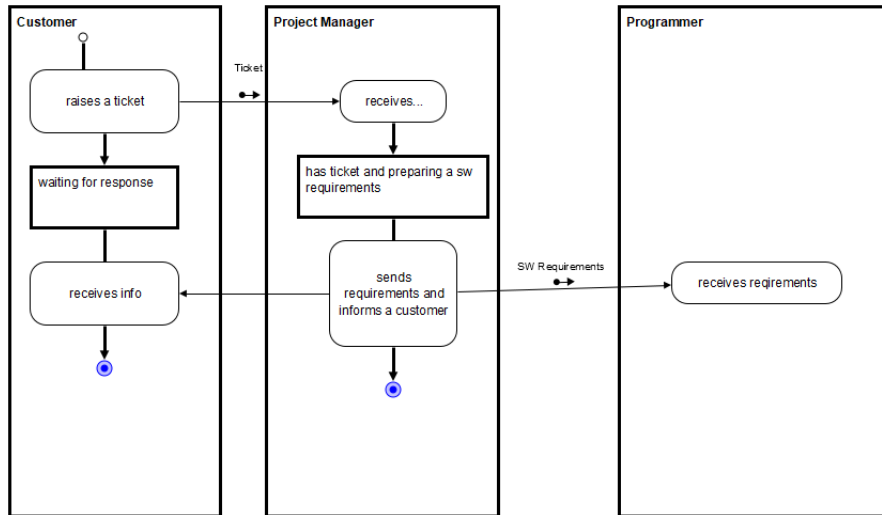 Customer
Project Manager
Programmer
Ticket
raises a ticket
receives...
waiting for response
has ticket and preparing a sw
requirements
SW Requirements
receives info
sends
requirements and
informs a customer
receives reqirements